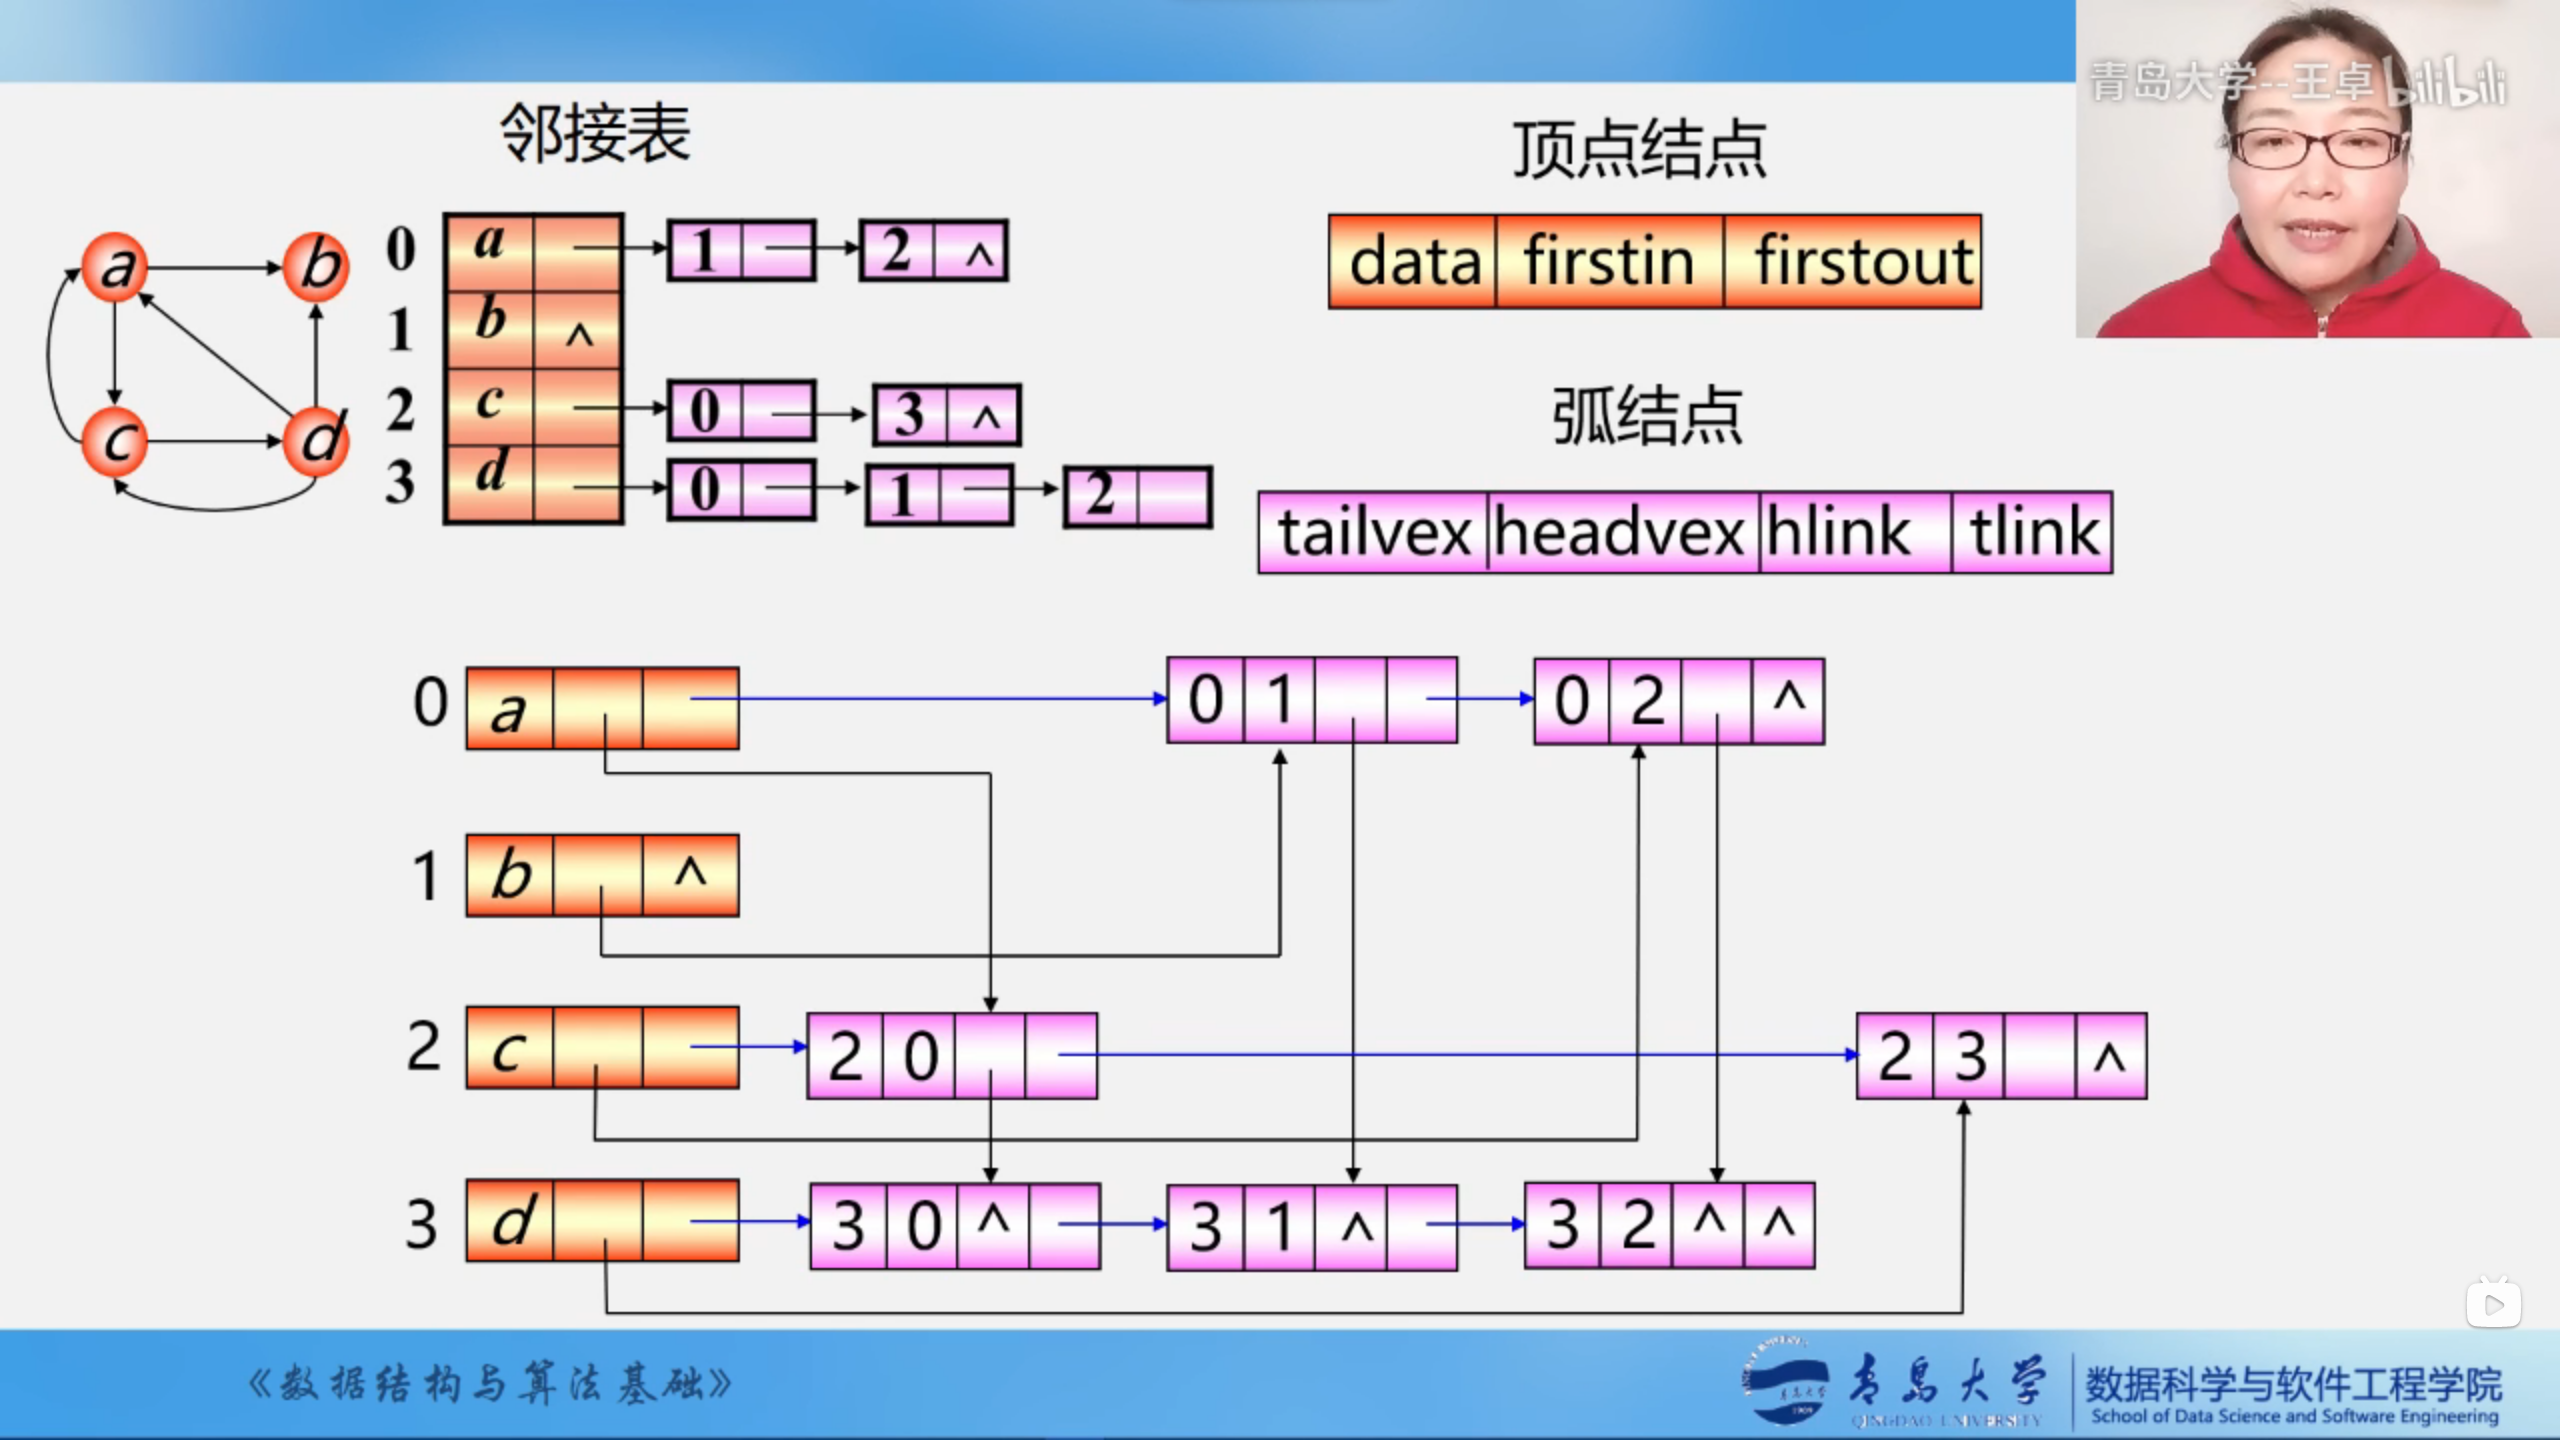 青岛大学--王卓 bilibili
邻接表
顶点结点
data firstin firstout
弧结点
tailvex headvex hlink tlink
a b
c d
0 a 1 2 ^
1 b ^
2 c 0 3 ^
3 d 0 1 2
0 a 0 1 0 2 ^
1 b ^
2 c 2 0 2 3 ^
3 d 3 0 ^ 3 1 ^ 3 2 ^ ^
《数据结构与算法基础》
青岛大学
QINGDAO UNIVERSITY
1909
数据科学与软件工程学院
School of Data Science and Software Engineering